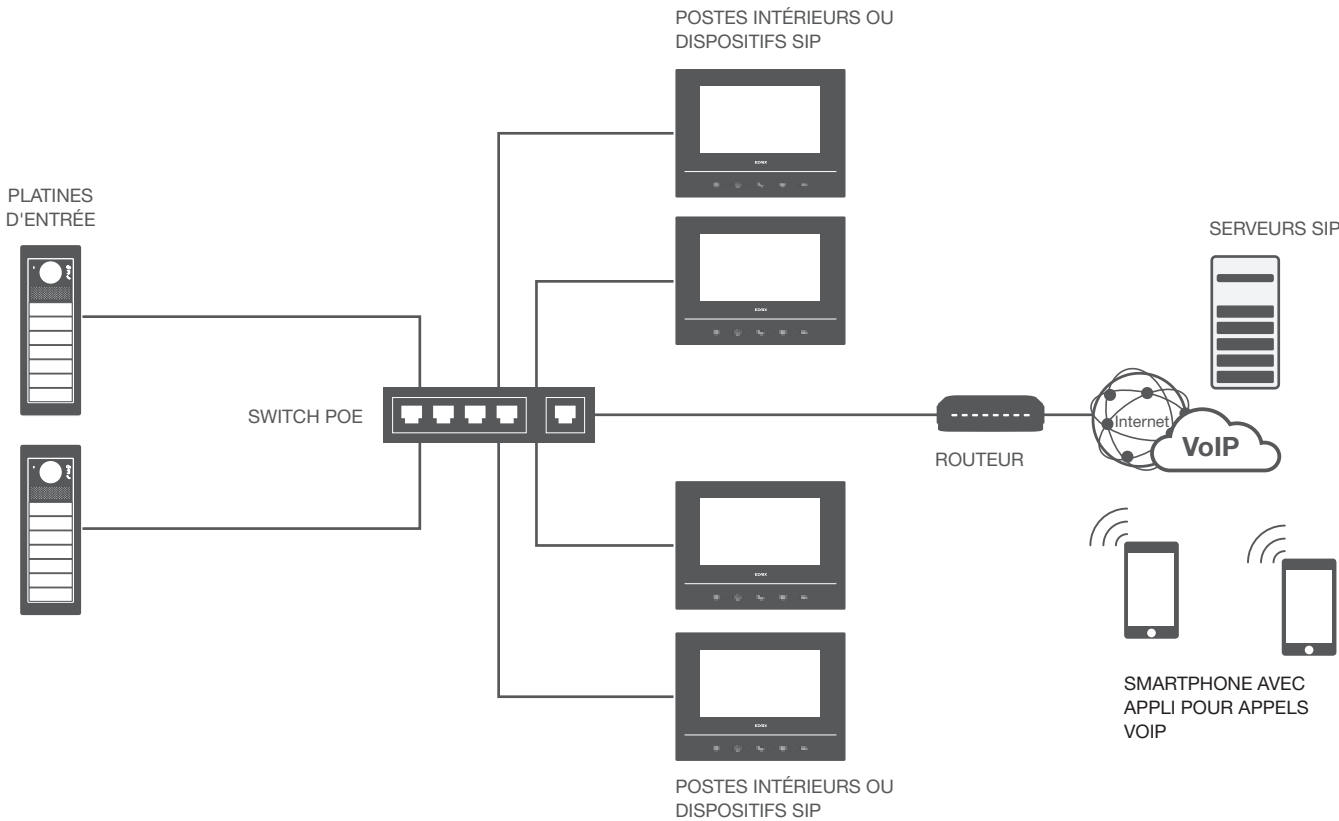 POSTES INTÉRIEURS OU
DISPOSITIFS SIP
PLATINES
D'ENTRÉE
SERVEURS SIP
SWITCH POE
ROUTEUR
Internet
VoIP
SMARTPHONE AVEC
APPLI POUR APPELS
VOIP
POSTES INTÉRIEURS OU
DISPOSITIFS SIP